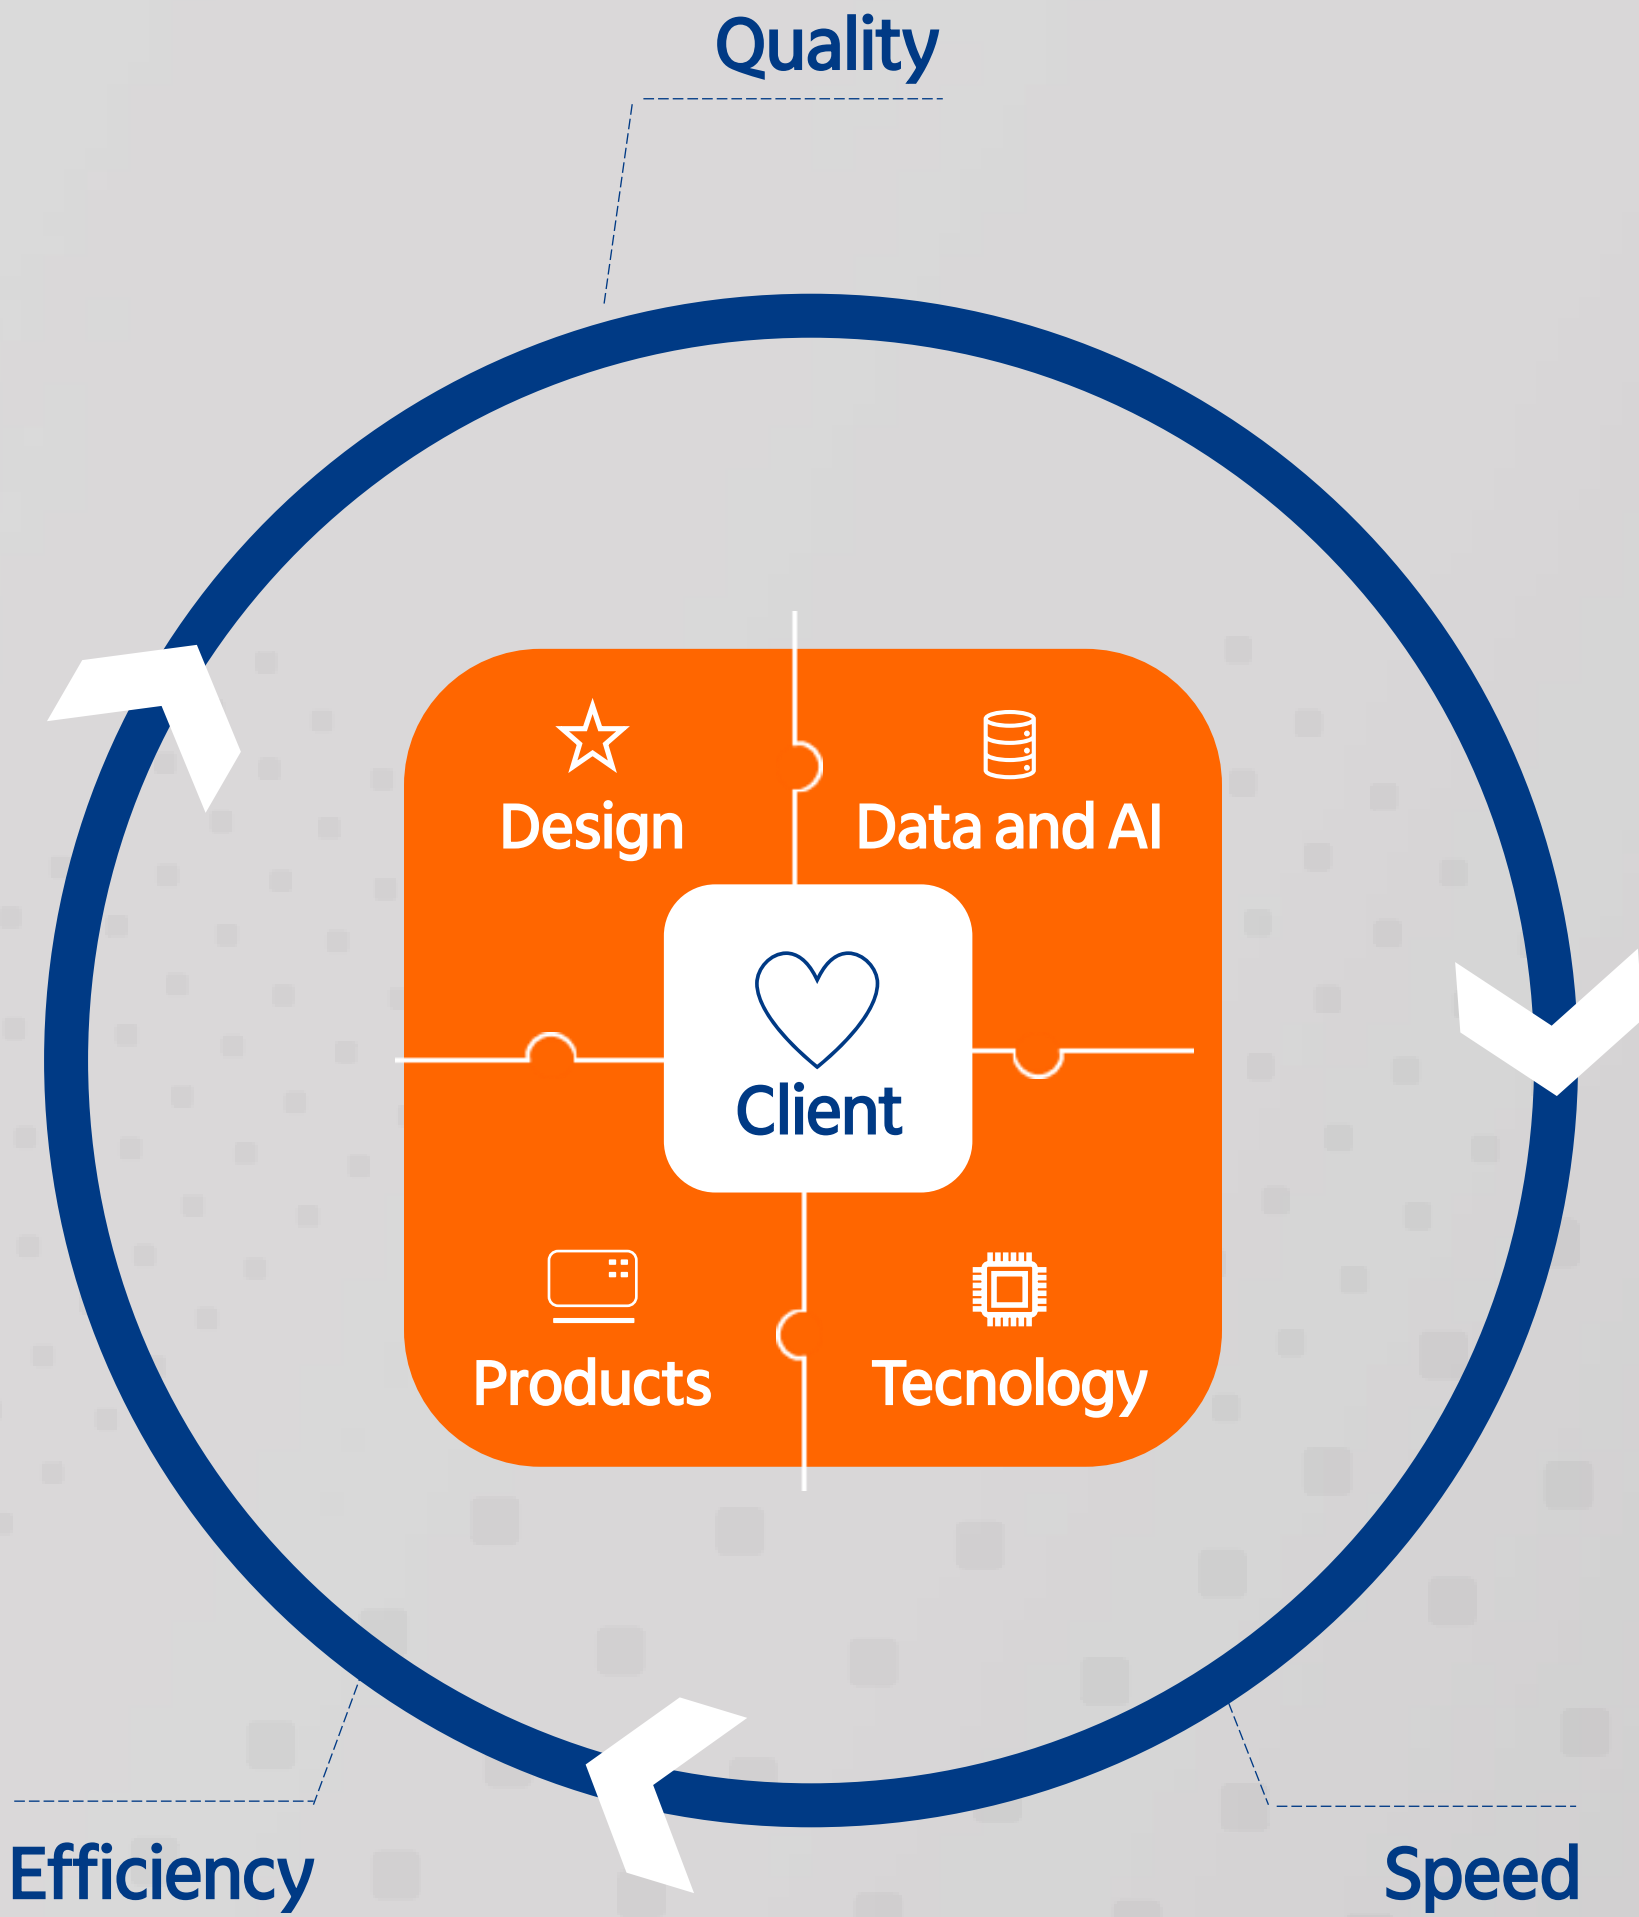 Quality
Design
Data and AI
Client
Products
Tecnology
Efficiency
Speed